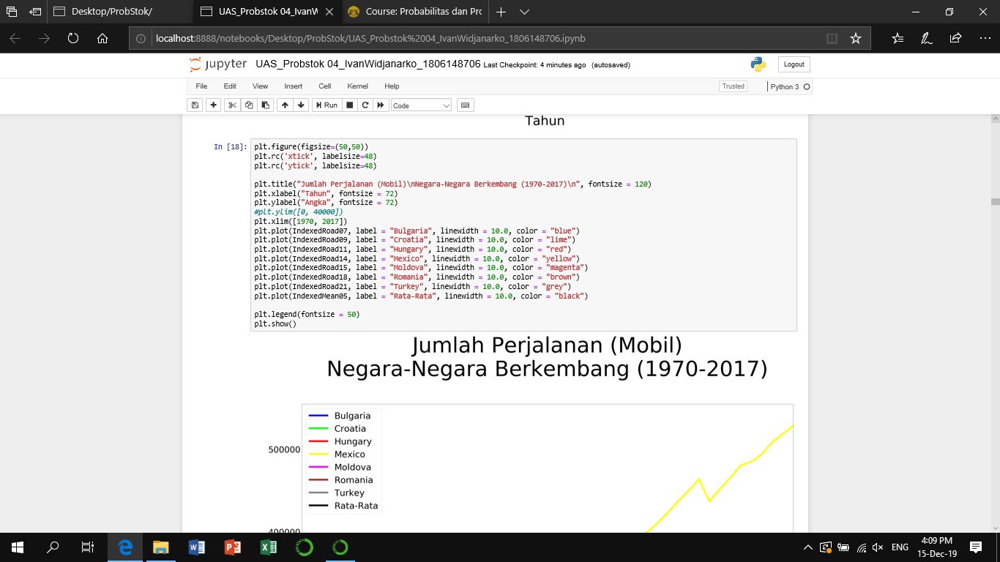 Desktop/ProbStok/
UAS_Probstok 04_IvanW
Course: Probabilitas dan Pro
localhost:8888/notebooks/Desktop/ProbStok/UAS_Probstok%2004_IvanWidjanarko_1806148706.ipynb
jupyter UAS_Probstok 04_IvanWidjanarko_1806148706 Last Checkpoint: 4 minutes ago (autosaved)
Logout
File Edit View Insert Cell Kernel Help
Trusted
Python 3
Run
Code
Tahun
In [18]:
plt.figure(figsize=(50,50))
plt.rc('xtick', labelsize=48)
plt.rc('ytick', labelsize=48)
plt.title("Jumlah Perjalanan (Mobil)\nNegara-Negara Berkembang (1970-2017)\n", fontsize = 120)
plt.xlabel("Tahun", fontsize = 72)
plt.ylabel("Angka", fontsize = 72)
#plt.ylim([0, 40000])
plt.xlim([1970, 2017])
plt.plot(IndexedRoad07, label = "Bulgaria", linewidth = 10.0, color = "blue")
plt.plot(IndexedRoad09, label = "Croatia", linewidth = 10.0, color = "lime")
plt.plot(IndexedRoad11, label = "Hungary", linewidth = 10.0, color = "red")
plt.plot(IndexedRoad14, label = "Mexico", linewidth = 10.0, color = "yellow")
plt.plot(IndexedRoad15, label = "Moldova", linewidth = 10.0, color = "magenta")
plt.plot(IndexedRoad18, label = "Romania", linewidth = 10.0, color = "brown")
plt.plot(IndexedRoad21, label = "Turkey", linewidth = 10.0, color = "grey")
plt.plot(IndexedMean05, label = "Rata-Rata", linewidth = 10.0, color = "black")
plt.legend(fontsize = 50)
plt.show()
Jumlah Perjalanan (Mobil)
Negara-Negara Berkembang (1970-2017)
Bulgaria
Croatia
Hungary
Mexico
Moldova
Romania
Turkey
Rata-Rata
500000
400000
ENG
4:09 PM
15-Dec-19